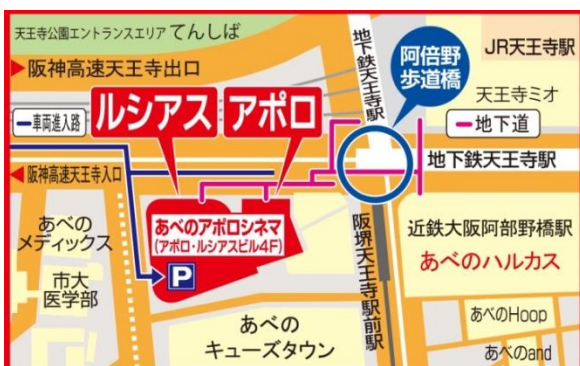 天王寺公園エントランスエリア てんしば
▶阪神高速天王寺出口
車両進入路
ルシアス
アポロ
地下鉄天王寺駅
阿倍野
歩道橋
JR天王寺駅
天王寺ミオ
地下道
地下鉄天王寺駅
◀阪神高速天王寺入口
あべの
メディックス
市大
医学部
あべのアポロシネマ
(アポロ・ルシアスビル4F)
P
あべの
キューズタウン
阪堺天王寺駅前駅
近鉄大阪阿部野橋駅
あべのハルカス
あべのHoop
あべのand